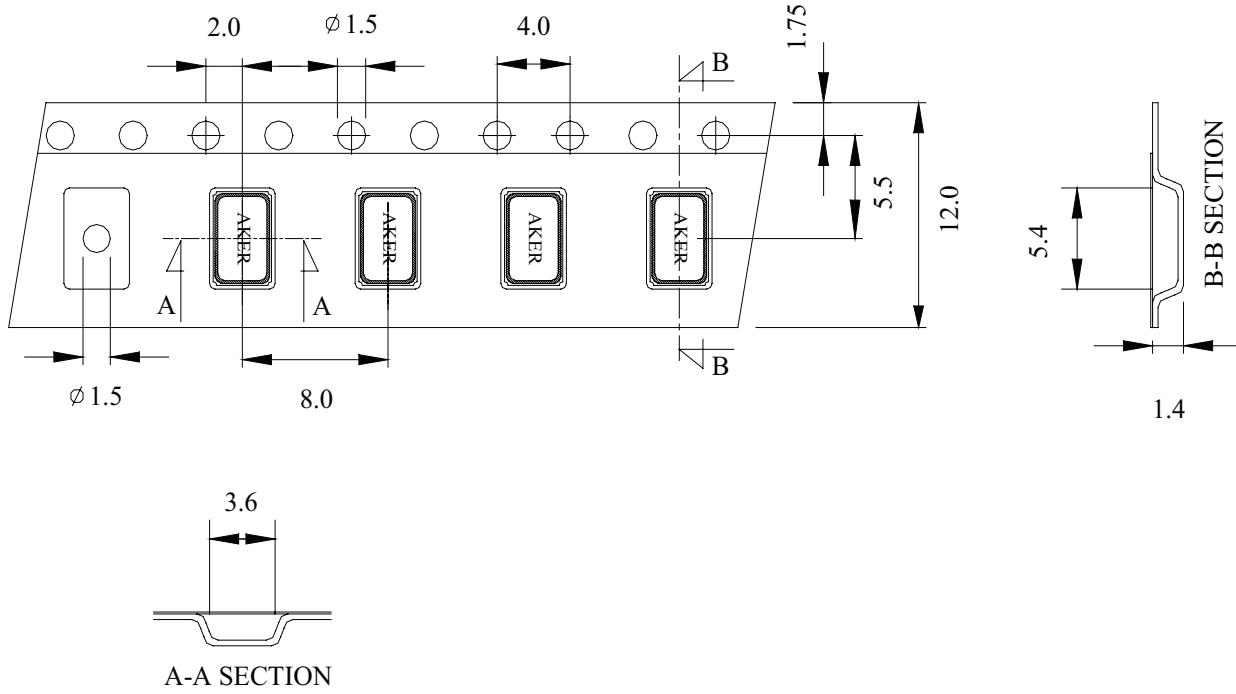 2.0
⌀1.5
4.0
1.75
B
AKER
AKER
AKER
AKER
5.5
12.0
A
A
B
⌀1.5
8.0
5.4
B-B SECTION
1.4
3.6
A-A SECTION